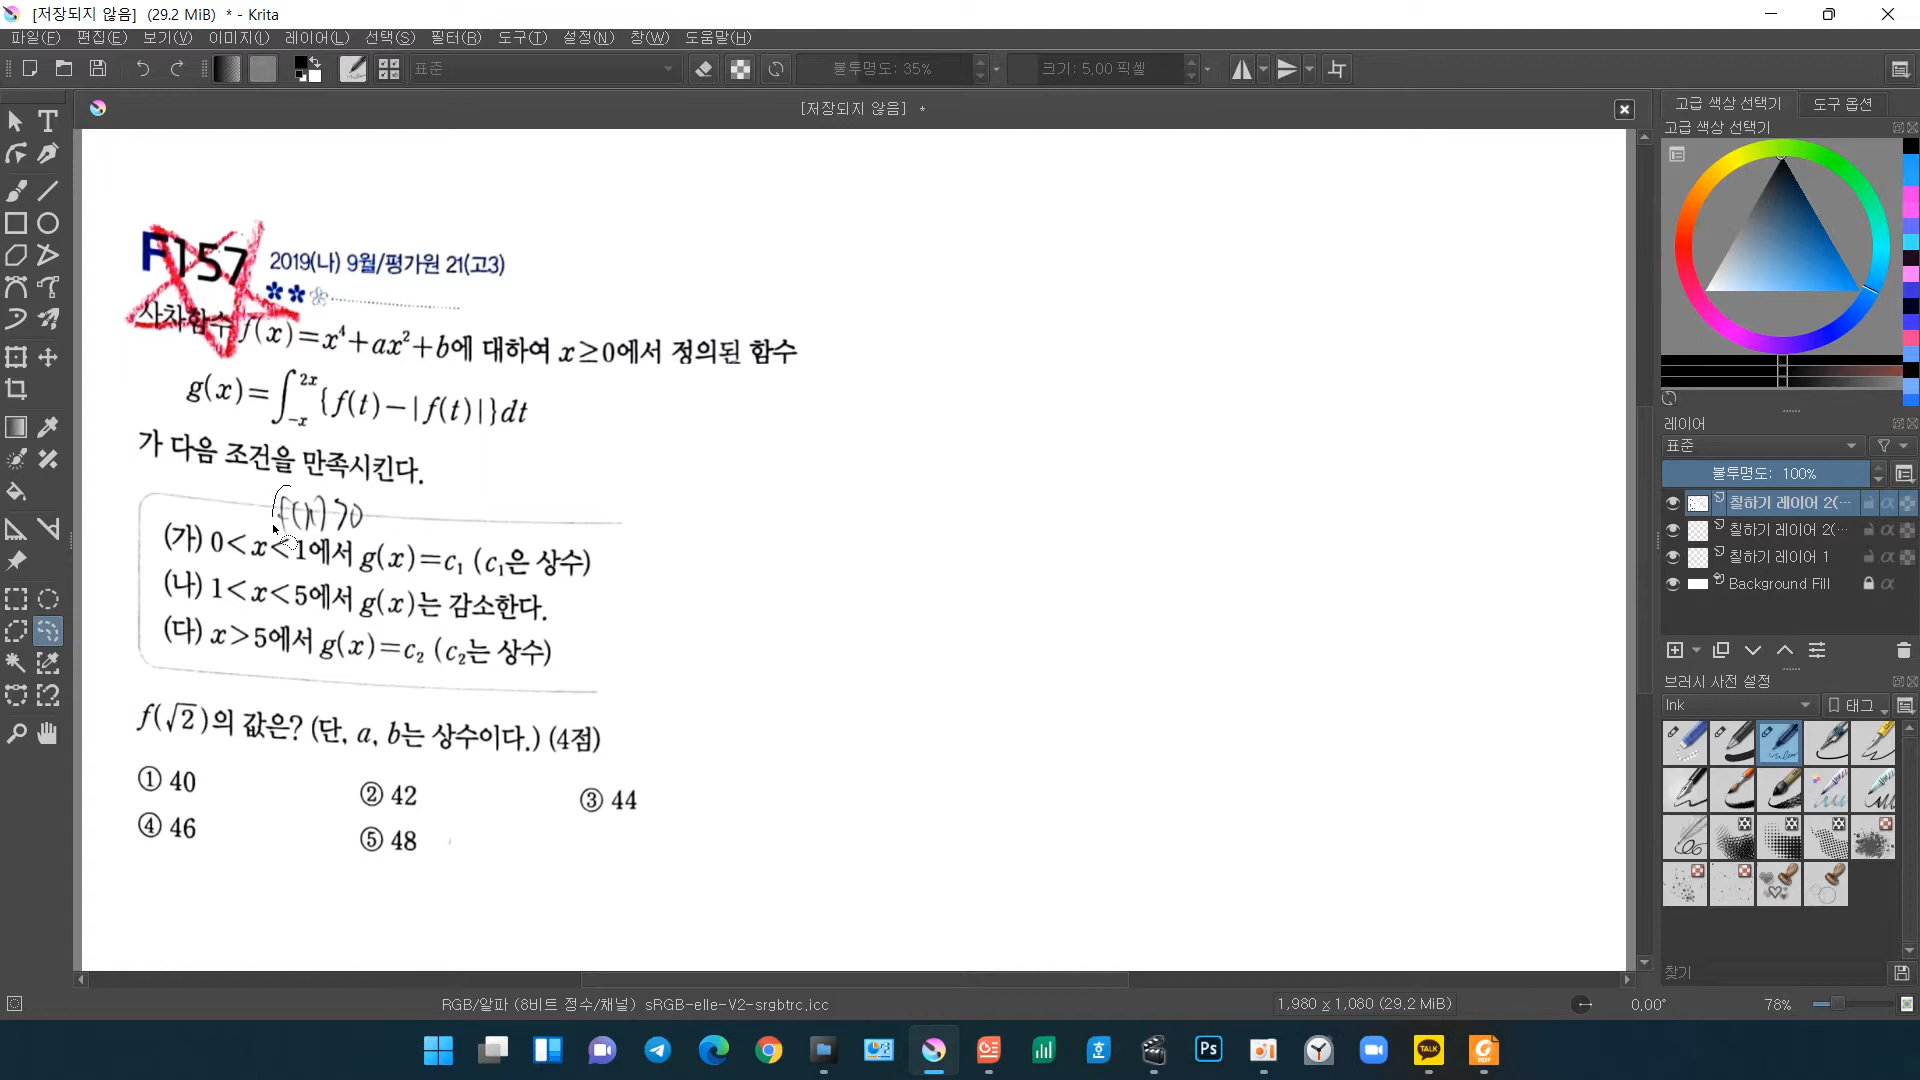 [저장되지 않음] (29.2 MiB) * - Krita
파일(F) 편집(E) 보기(V) 이미지(I) 레이어(L) 선택(S) 필터(R) 도구(T) 설정(N) 창(W) 도움말(H)
표준 불투명도: 35% 크기: 5.00 픽셀
[저장되지 않음] *
고급 색상 선택기 도구 옵션
고급 색상 선택기
F157 2019(나) 9월/평가원 21(고3)
사차함수 f(x)=x⁴+ax²+b에 대하여 x≥0에서 정의된 함수
g(x)=∫₋ₓ²ˣ{f(t)-|f(t)|}dt
가 다음 조건을 만족시킨다.
f(x)>0
(가) 0<x<1에서 g(x)=c₁ (c₁은 상수)
(나) 1<x<5에서 g(x)는 감소한다.
(다) x>5에서 g(x)=c₂ (c₂는 상수)
f(√2)의 값은? (단, a, b는 상수이다.) (4점)
① 40 ② 42 ③ 44
④ 46 ⑤ 48
레이어
표준
불투명도: 100%
칠하기 레이어 2(···
칠하기 레이어 2(···
칠하기 레이어 1
Background Fill
브러시 사전 설정
Ink 태그
찾기
RGB/알파 (8비트 정수/채널) sRGB-elle-V2-srgbtrc.icc 1,980 x 1,080 (29.2 MiB) 0.00° 78%
Ps
TALK